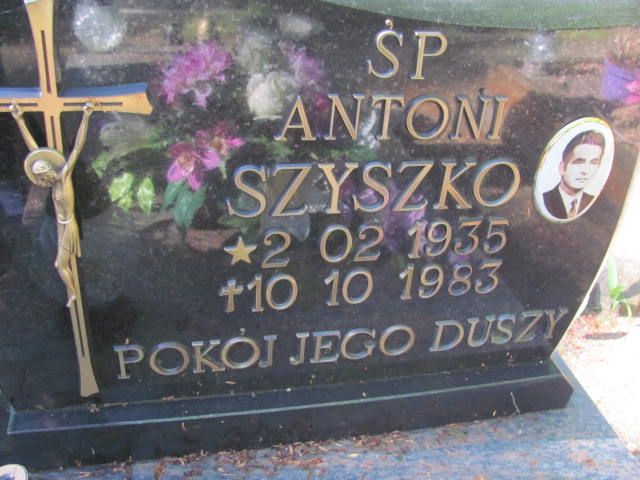 ŚP
ANTONI
SZYSZKO
2 02 1935
10 10 1983
POKÓJ JEGO DUSZY